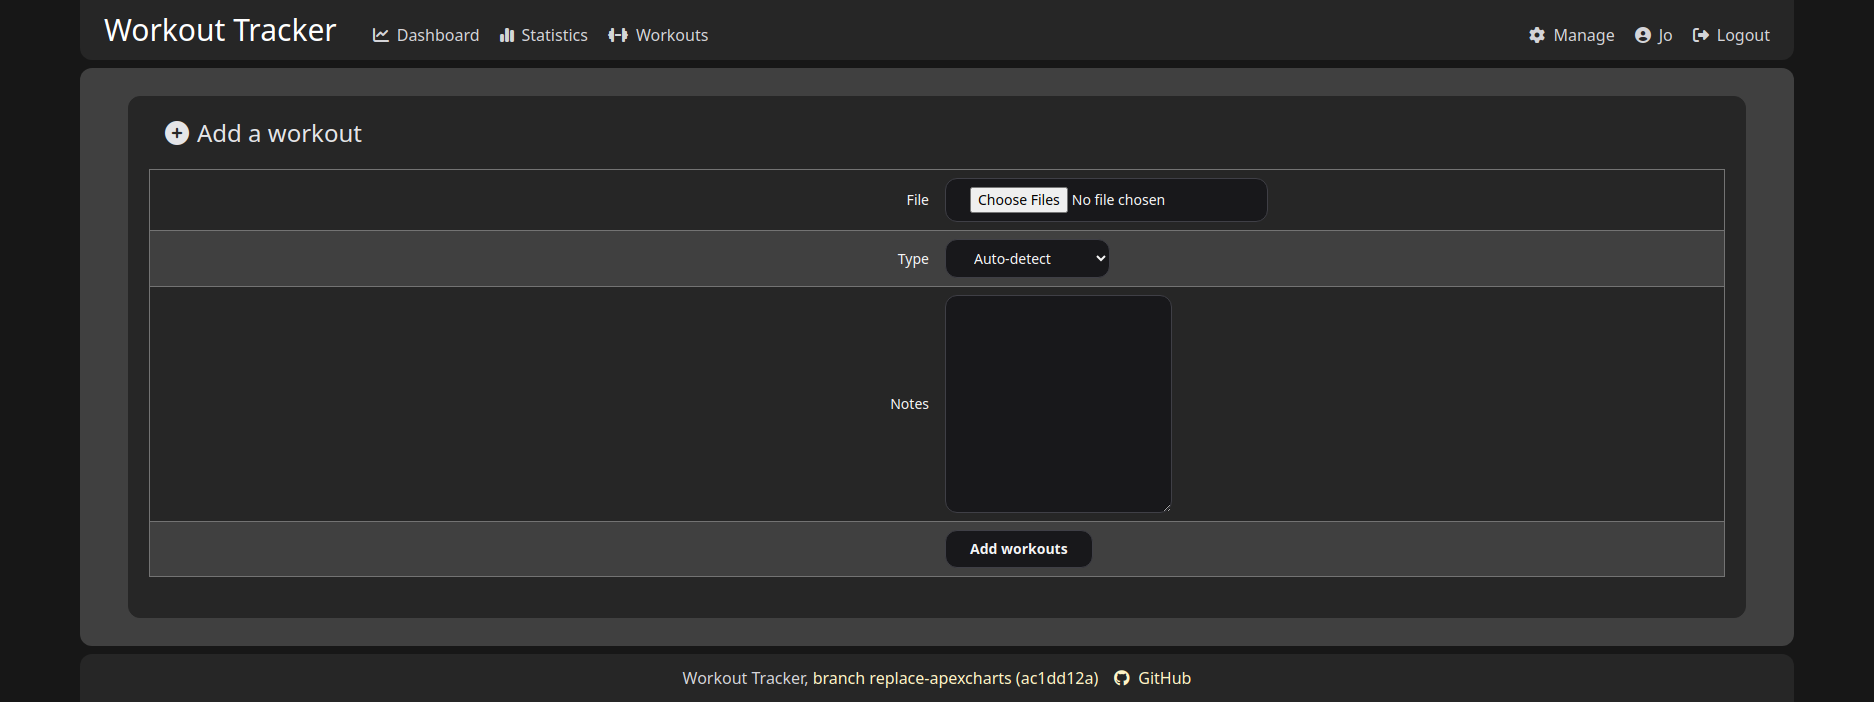 Workout Tracker Dashboard Statistics Workouts Manage Jo Logout
Add a workout
File Choose Files No file chosen
Type Auto-detect
Notes
Add workouts
Workout Tracker, branch replace-apexcharts (ac1dd12a) GitHub